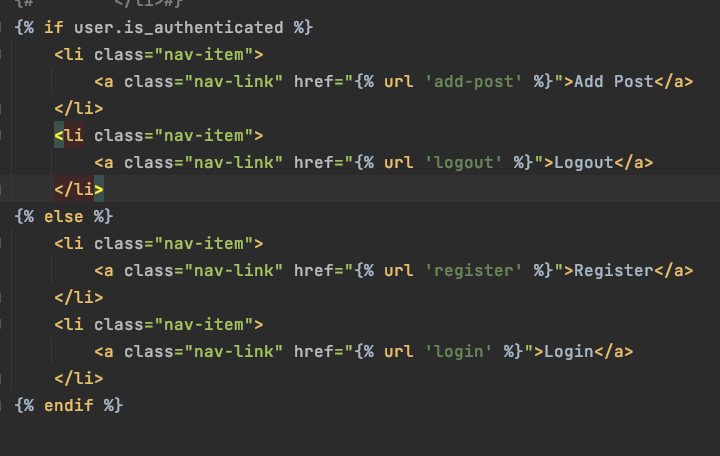 {#        </li>#}
{% if user.is_authenticated %}
    <li class="nav-item">
        <a class="nav-link" href="{% url 'add-post' %}">Add Post</a>
    </li>
    <li class="nav-item">
        <a class="nav-link" href="{% url 'logout' %}">Logout</a>
    </li>
{% else %}
    <li class="nav-item">
        <a class="nav-link" href="{% url 'register' %}">Register</a>
    </li>
    <li class="nav-item">
        <a class="nav-link" href="{% url 'login' %}">Login</a>
    </li>
{% endif %}